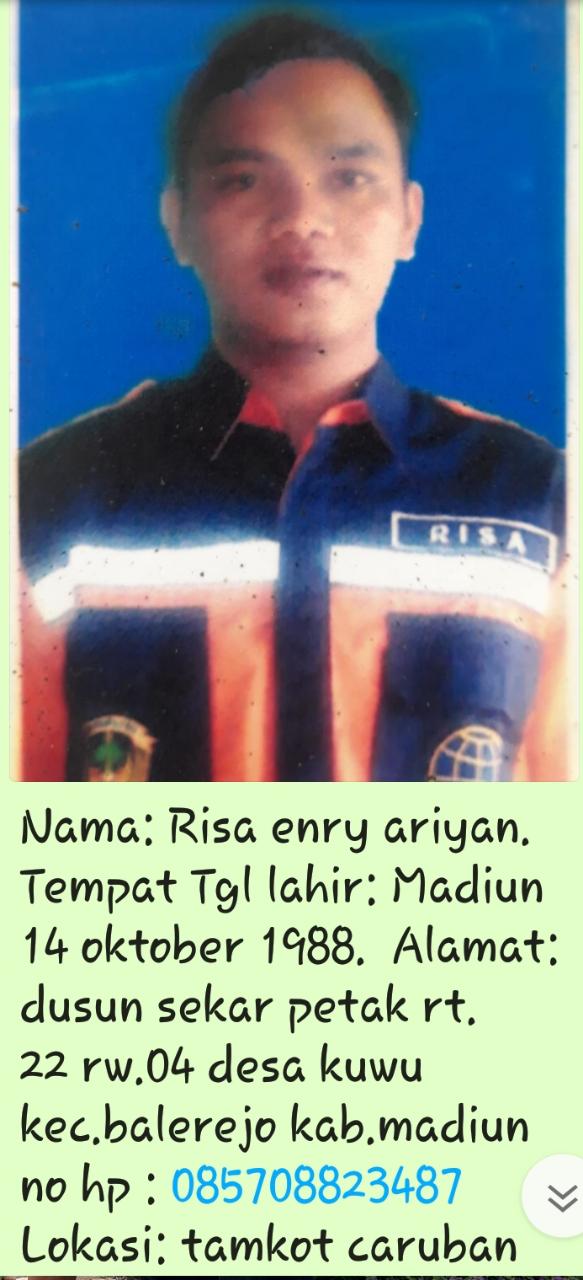 RISA
Nama: Risa enry ariyan.
Tempat Tgl lahir: Madiun
14 oktober 1988. Alamat:
dusun sekar petak rt.
22 rw.04 desa kuwu
kec.balerejo kab.madiun
no hp : 085708823487
Lokasi: tamkot caruban